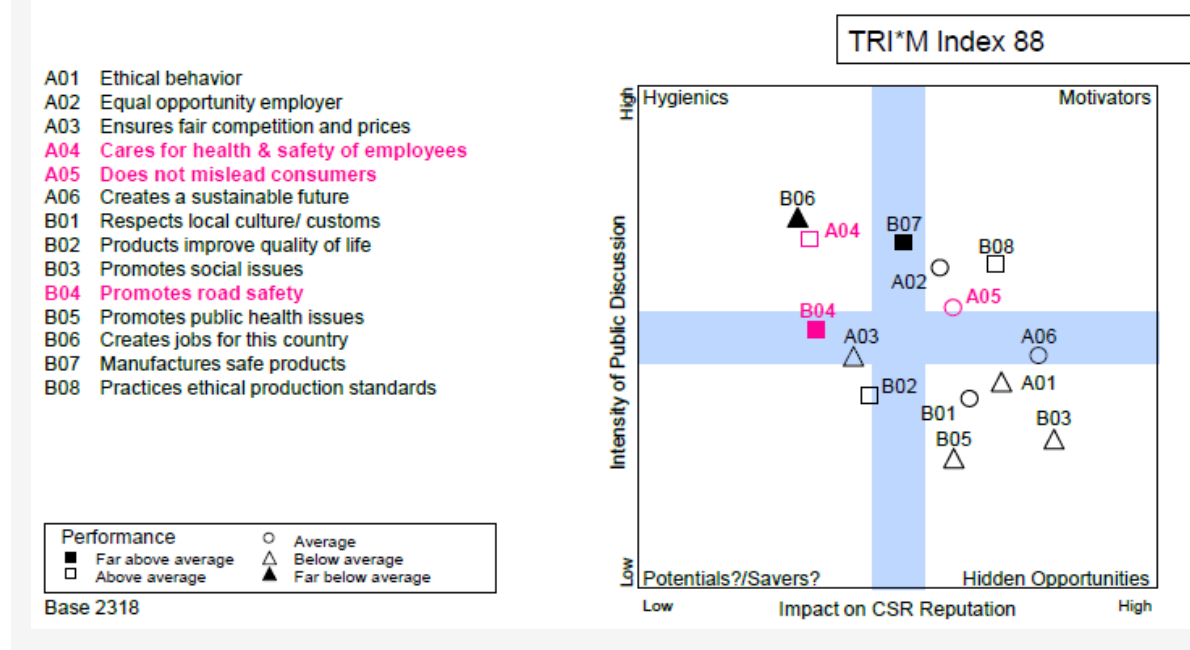 TRI*M Index 88
A01 Ethical behavior
A02 Equal opportunity employer
A03 Ensures fair competition and prices
A04 Cares for health & safety of employees
A05 Does not mislead consumers
A06 Creates a sustainable future
B01 Respects local culture/ customs
B02 Products improve quality of life
B03 Promotes social issues
B04 Promotes road safety
B05 Promotes public health issues
B06 Creates jobs for this country
B07 Manufactures safe products
B08 Practices ethical production standards
Performance
Far above average
Above average
Average
Below average
Far below average
Base 2318
High
Intensity of Public Discussion
Low
Hygienics
Motivators
B06
A04
B07
B08
A02
A05
B04
A03
A06
B02
A01
B01
B03
B05
Potentials?/Savers?
Hidden Opportunities
Low
Impact on CSR Reputation
High